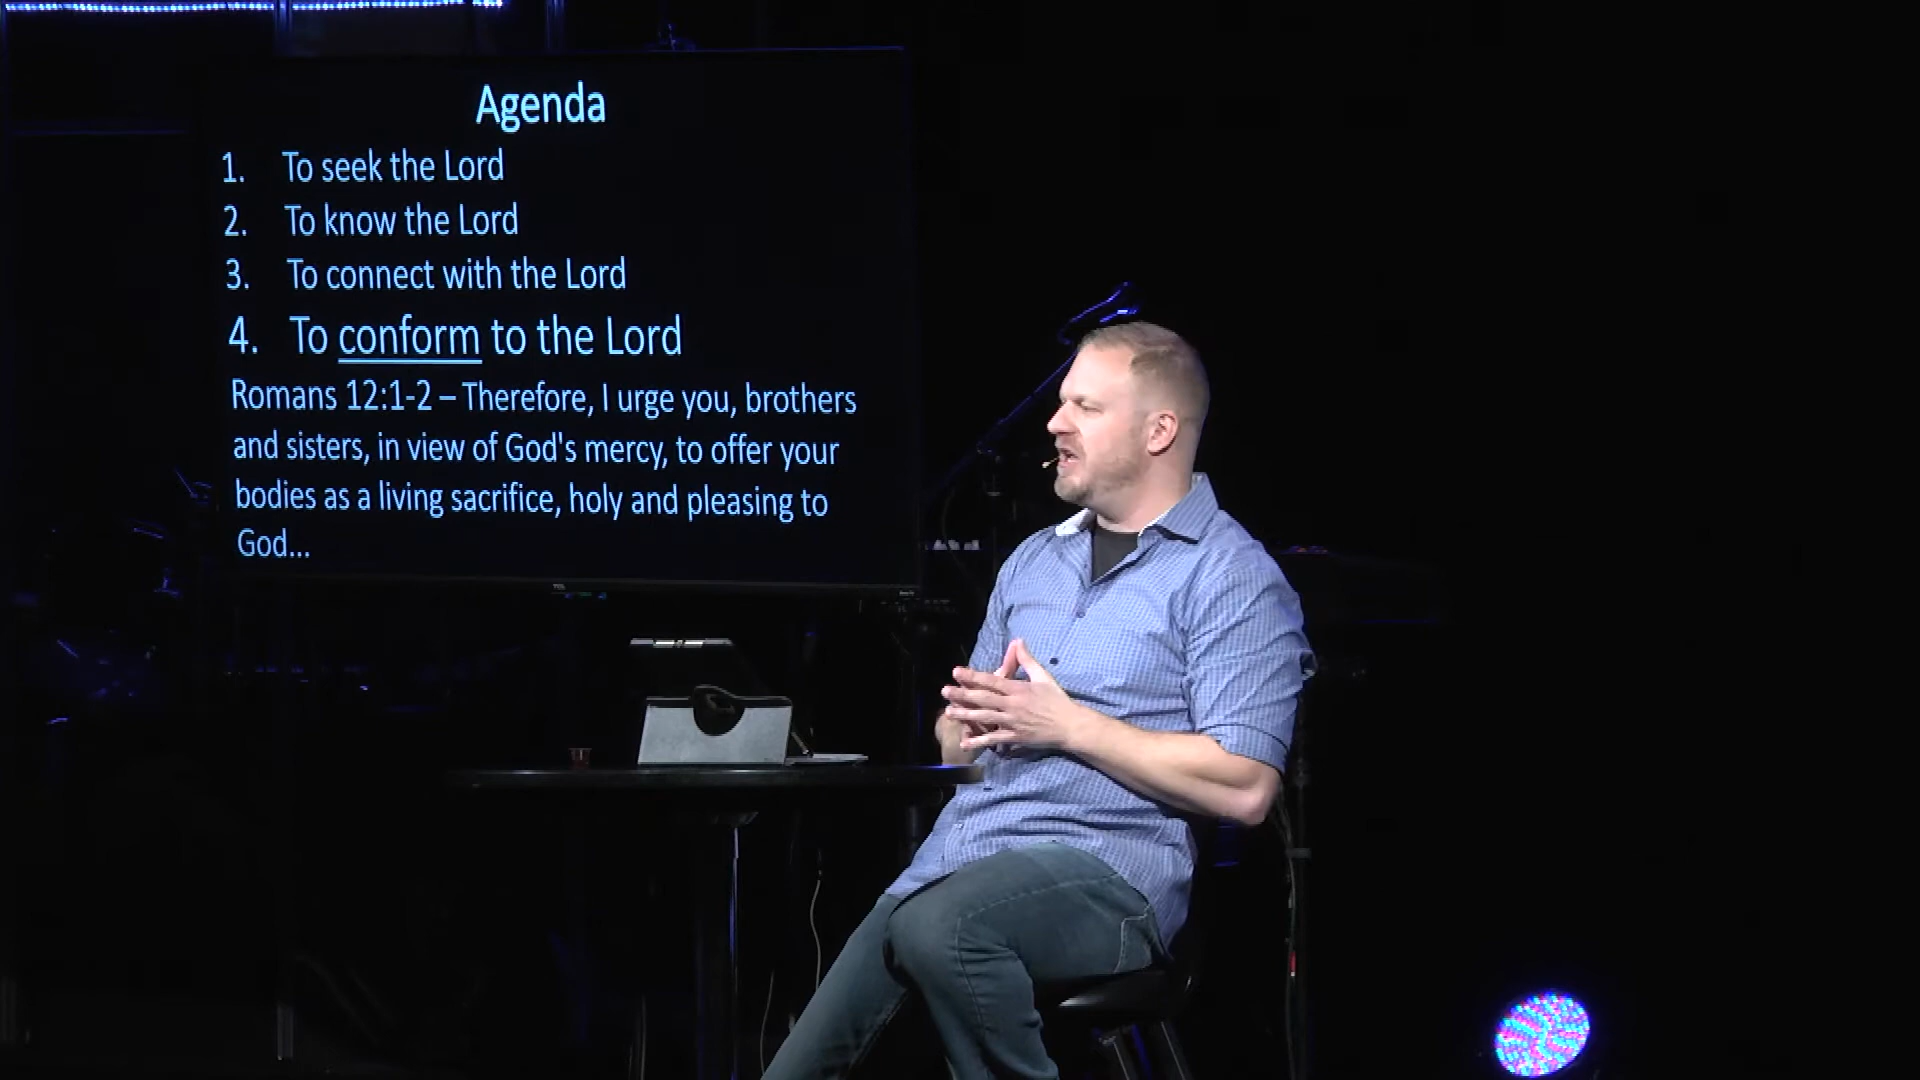 Agenda
1. To seek the Lord
2. To know the Lord
3. To connect with the Lord
4. To conform to the Lord
Romans 12:1-2 – Therefore, I urge you, brothers
and sisters, in view of God's mercy, to offer your
bodies as a living sacrifice, holy and pleasing to
God...
TCL